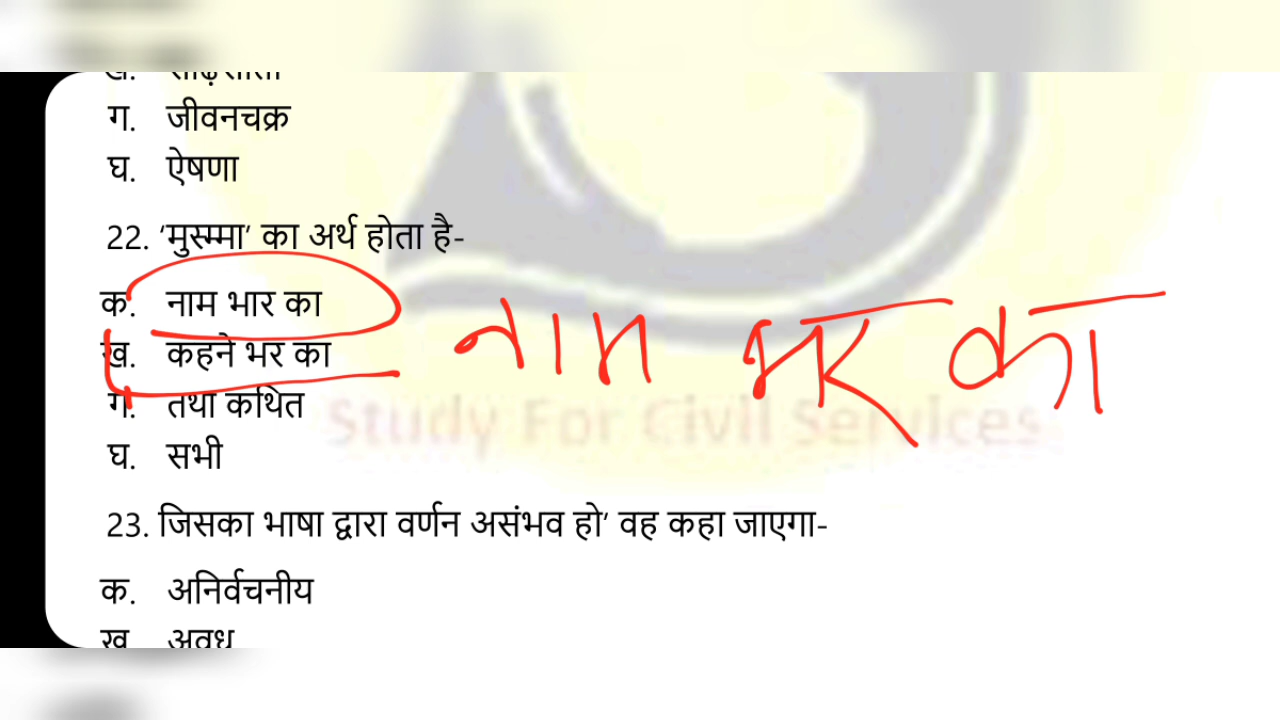 ग. जीवनचक्र
घ. ऐषणा
22. ‘मुस्म्मा’ का अर्थ होता है-
क. नाम भार का
नाम भर का
ख. कहने भर का
ग. तथा कथित
Study For Civil Services
घ. सभी
23. जिसका भाषा द्वारा वर्णन असंभव हो’ वह कहा जाएगा-
क. अनिर्वचनीय